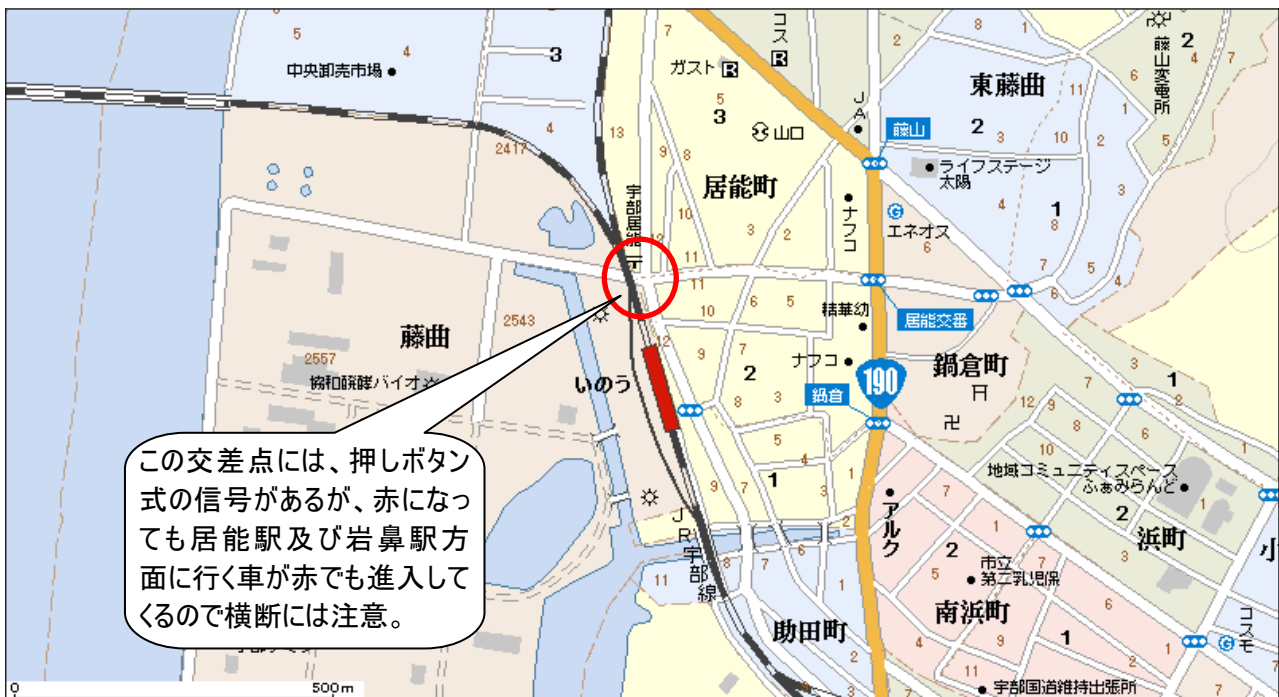 中央卸売市場
ガスト
コス
JA
藤山
藤山変電所
東藤曲
山口
居能町
ライフステージ
太陽
ナフコ
エネオス
宇部居能
2417
藤曲
2543
2557
協和醗酵バイオ
いのう
精華幼
居能交番
ナフコ
鍋倉
190
鍋倉町
地域コミュニティスペース
ふぁみらんど
浜町
小
アルク
JR宇部線
市立
第二乳児保
南浜町
コスモ
助田町
宇部国道維持出張所
この交差点には、押しボタン
式の信号があるが、赤になっ
ても居能駅及び岩鼻駅方
面に行く車が赤でも進入して
くるので横断には注意。
0
500m